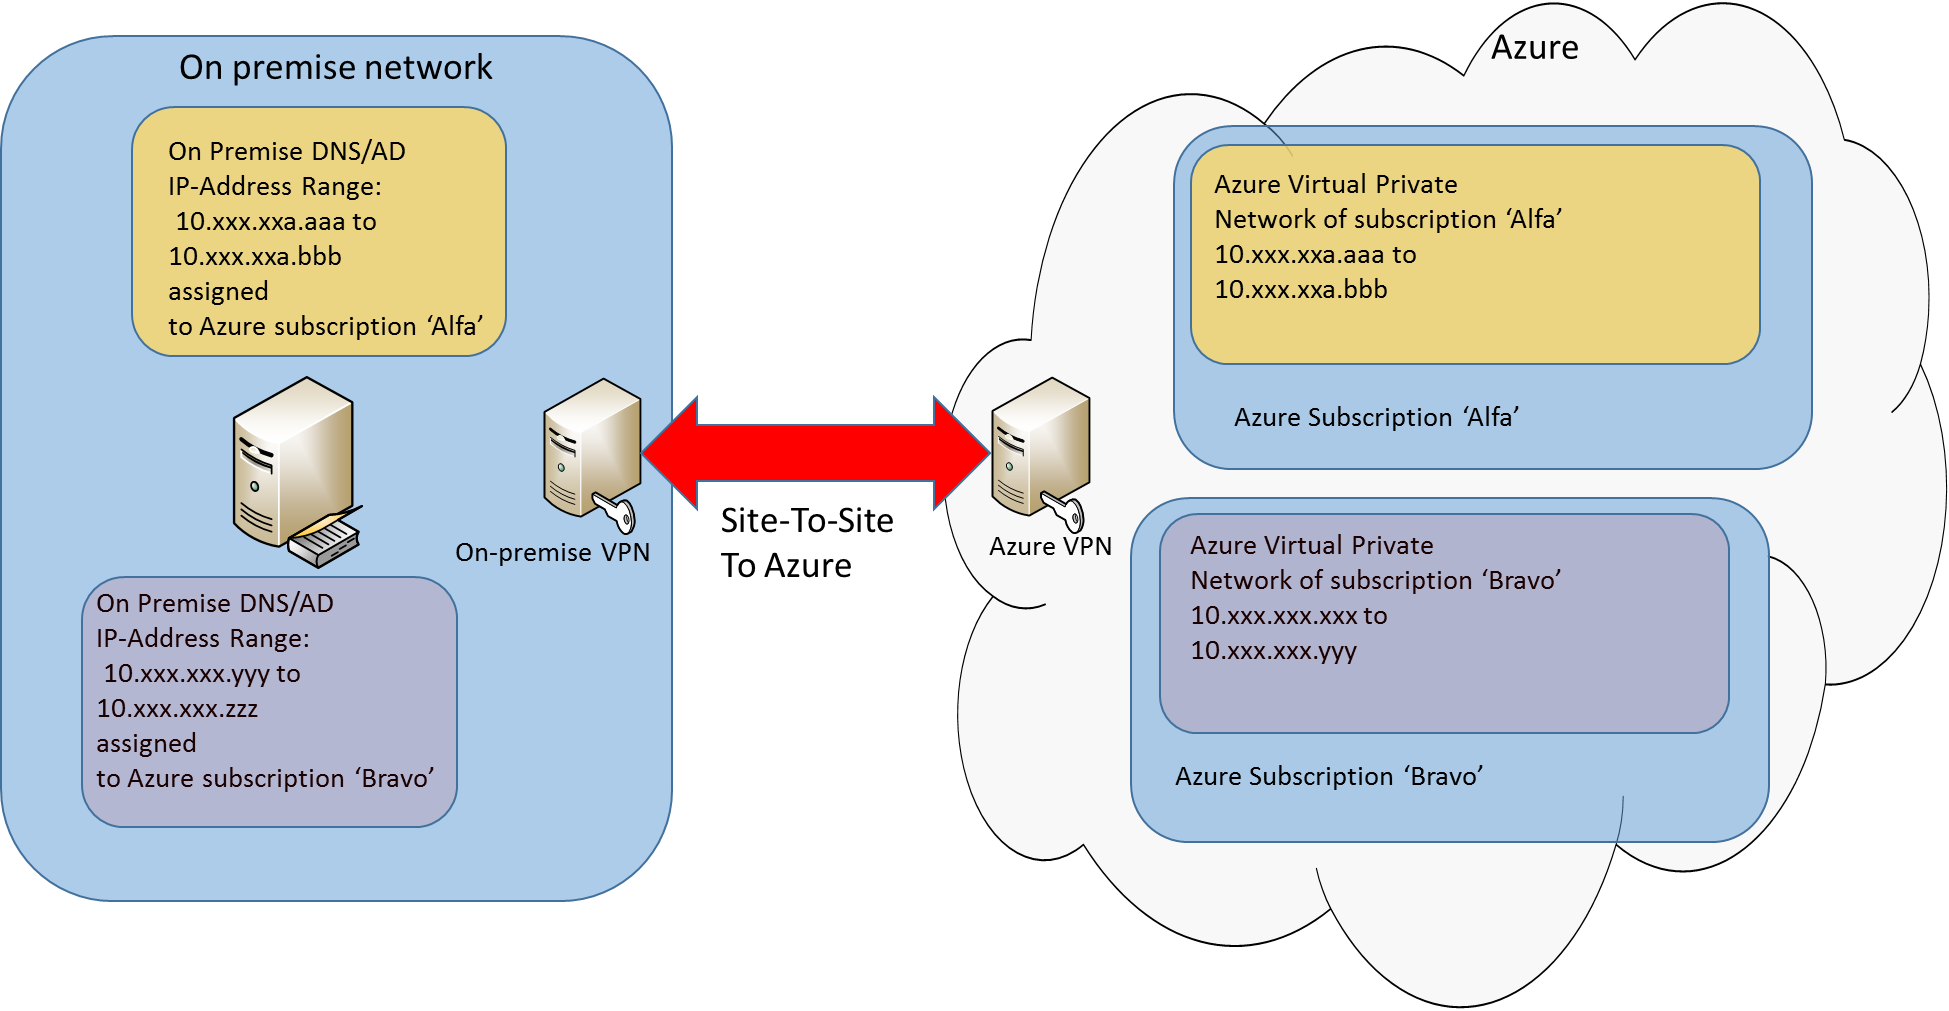 On premise network
On Premise DNS/AD
IP-Address Range:
10.xxx.xxa.aaa to
10.xxx.xxa.bbb
assigned
to Azure subscription ‘Alfa’
On-premise VPN
On Premise DNS/AD
IP-Address Range:
10.xxx.xxx.yyy to
10.xxx.xxx.zzz
assigned
to Azure subscription ‘Bravo’
Site-To-Site
To Azure
Azure
Azure VPN
Azure Virtual Private
Network of subscription ‘Alfa’
10.xxx.xxa.aaa to
10.xxx.xxa.bbb
Azure Subscription ‘Alfa’
Azure Virtual Private
Network of subscription ‘Bravo’
10.xxx.xxx.xxx to
10.xxx.xxx.yyy
Azure Subscription ‘Bravo’